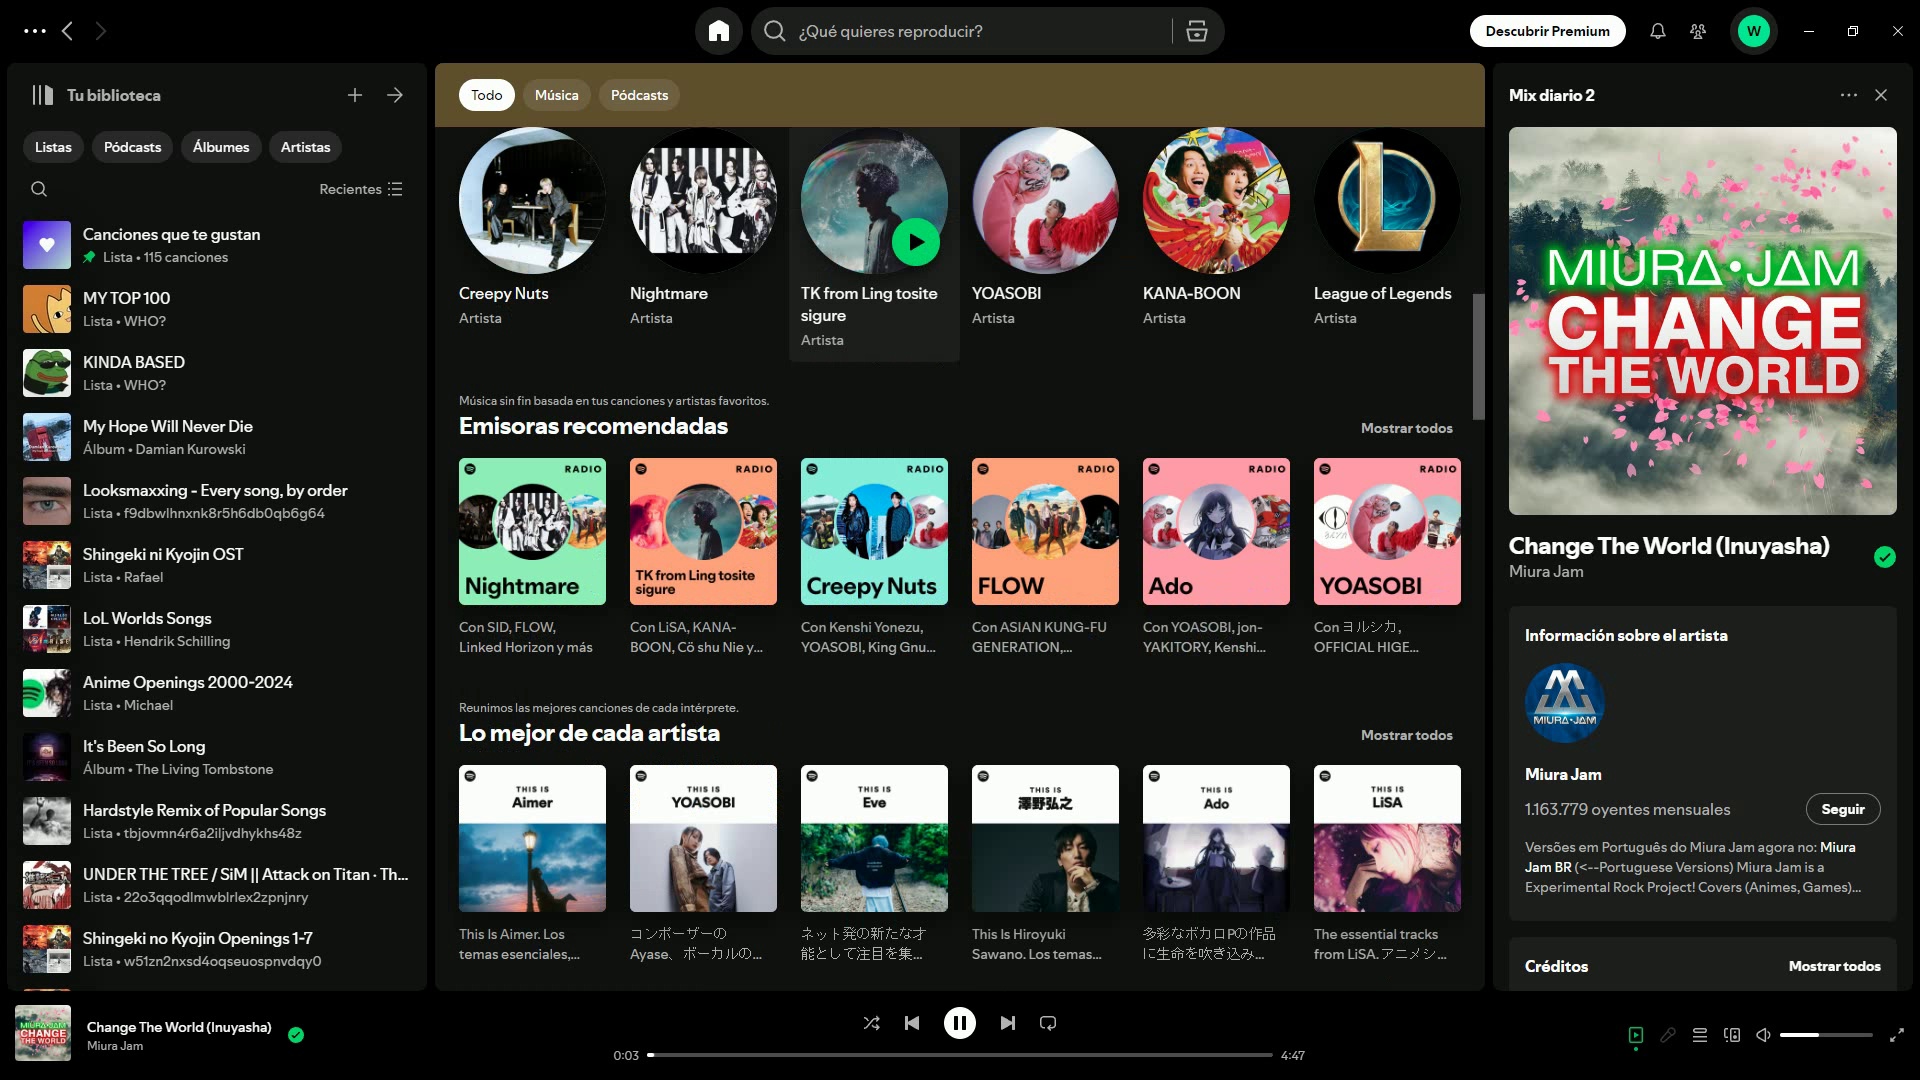 ¿Qué quieres reproducir?
Descubrir Premium
W
Tu biblioteca
Listas
Pódcasts
Álbumes
Artistas
Recientes
Canciones que te gustan
Lista • 115 canciones
MY TOP 100
Lista • WHO?
KINDA BASED
Lista • WHO?
My Hope Will Never Die
Álbum • Damian Kurowski
Looksmaxxing - Every song, by order
Lista • f9dbwlhnxnk8r5h6db0qb6g64
Shingeki ni Kyojin OST
Lista • Rafael
LoL Worlds Songs
Lista • Hendrik Schilling
Anime Openings 2000-2024
Lista • Michael
It's Been So Long
Álbum • The Living Tombstone
Hardstyle Remix of Popular Songs
Lista • tbjovmn4r6a2iljvdhykhs48z
UNDER THE TREE / SiM || Attack on Titan · Th...
Lista • 22o3qqodlmwblrlex2zpnjnry
Shingeki no Kyojin Openings 1-7
Lista • w51zn2nxsd4oqseuospnvdqy0
Todo
Música
Pódcasts
Creepy Nuts
Artista
Nightmare
Artista
TK from Ling tosite
sigure
Artista
YOASOBI
Artista
KANA-BOON
Artista
League of Legends
Artista
Música sin fin basada en tus canciones y artistas favoritos.
Emisoras recomendadas
Mostrar todos
RADIO
Nightmare
Con SID, FLOW,
Linked Horizon y más
RADIO
TK from Ling tosite
sigure
Con LiSA, KANA-
BOON, Cö shu Nie y...
RADIO
Creepy Nuts
Con Kenshi Yonezu,
YOASOBI, King Gnu...
RADIO
FLOW
Con ASIAN KUNG-FU
GENERATION,...
RADIO
Ado
Con YOASOBI, jon-
YAKITORY, Kenshi...
RADIO
YOASOBI
Con ヨルシカ,
OFFICIAL HIGE...
Reunimos las mejores canciones de cada intérprete.
Lo mejor de cada artista
Mostrar todos
THIS IS
Aimer
This Is Aimer. Los
temas esenciales,...
THIS IS
YOASOBI
コンポーザーの
Ayase、ボーカルの...
THIS IS
Eve
ネット発の新たな才
能として注目を集...
THIS IS
澤野弘之
This Is Hiroyuki
Sawano. Los temas...
THIS IS
Ado
多彩なボカロPの作品
に生命を吹き込み...
THIS IS
LiSA
The essential tracks
from LiSA. アニメシ...
Mix diario 2
MIURA•JAM
CHANGE
THE WORLD
Change The World (Inuyasha)
Miura Jam
Información sobre el artista
MIURA•JAM
Miura Jam
1.163.779 oyentes mensuales
Seguir
Versões em Português do Miura Jam agora no: Miura
Jam BR (<--Portuguese Versions) Miura Jam is a
Experimental Rock Project! Covers (Animes, Games)...
Créditos
Mostrar todos
MIURA•JAM
CHANGE
THE WORLD
Change The World (Inuyasha)
Miura Jam
0:03
4:47